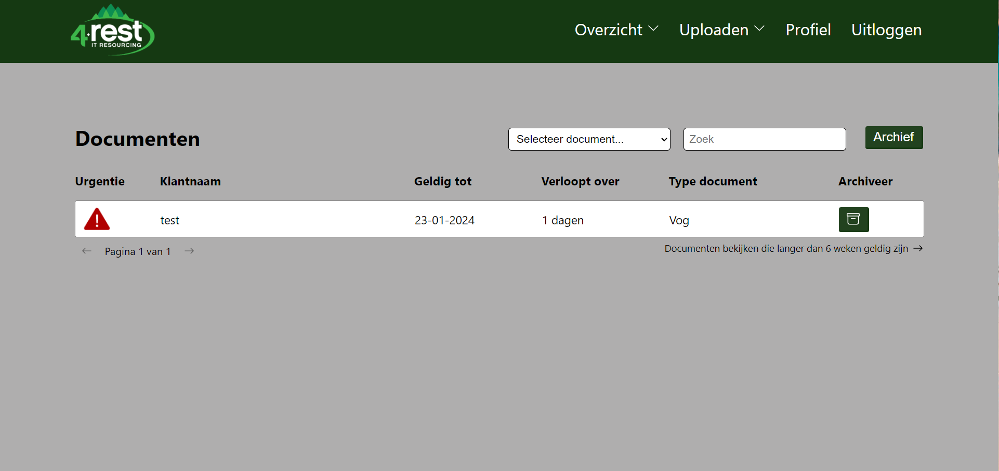 4·rest
IT RESOURCING
Overzicht Uploaden Profiel Uitloggen
Documenten Selecteer document... Zoek Archief
Urgentie Klantnaam Geldig tot Verloopt over Type document Archiveer
! test 23-01-2024 1 dagen Vog
← Pagina 1 van 1 → Documenten bekijken die langer dan 6 weken geldig zijn →